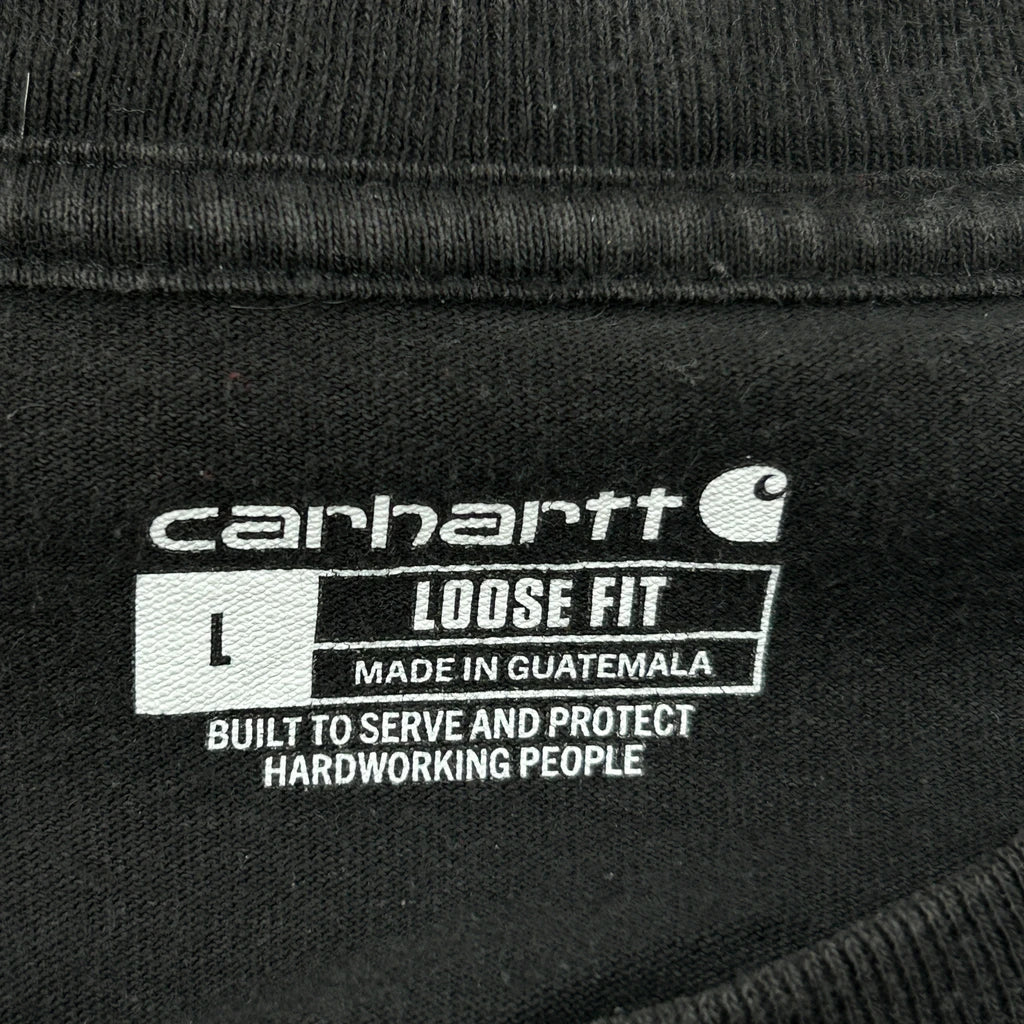 carhartt
L
LOOSE FIT
MADE IN GUATEMALA
BUILT TO SERVE AND PROTECT
HARDWORKING PEOPLE